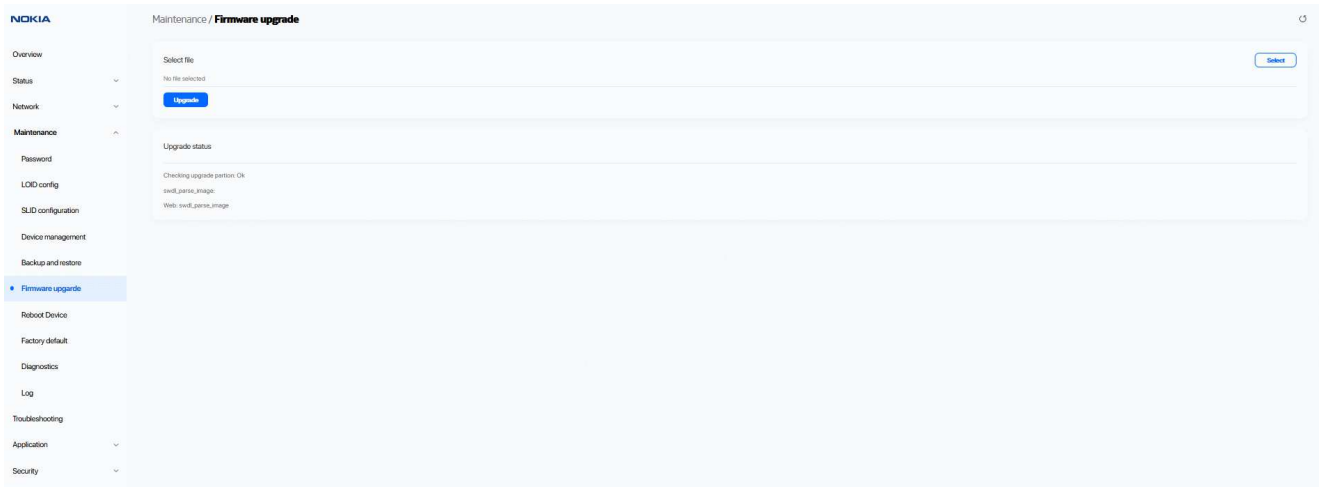 NOKIA
Maintenance / Firmware upgrade
Overview
Status
Network
Maintenance
Password
LOID config
SLID configuration
Device management
Backup and restore
Firmware upgarde
Reboot Device
Factory default
Diagnostics
Log
Troubleshooting
Application
Security
Select file
Select
No file selected
Upgrade
Upgrade status
Checking upgrade partion: Ok
swdl_parse_image:
Web: swdl_parse_image